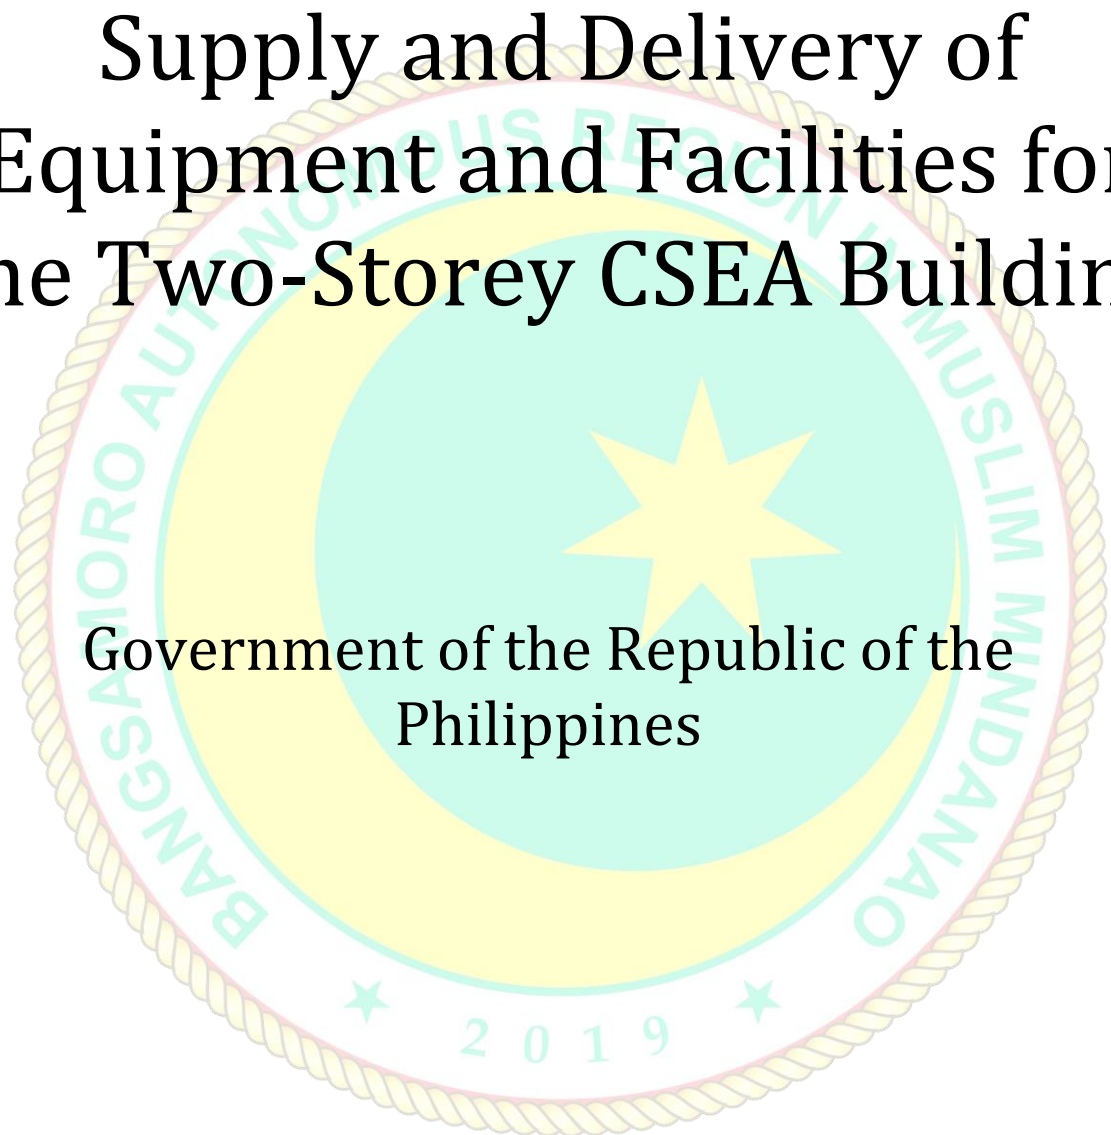 Supply and Delivery of
Equipment and Facilities for
he Two-Storey CSEA Buildin
Government of the Republic of the
Philippines
BANGSAMORO AUTONOMOUS REGION IN MUSLIM MINDANAO
2019